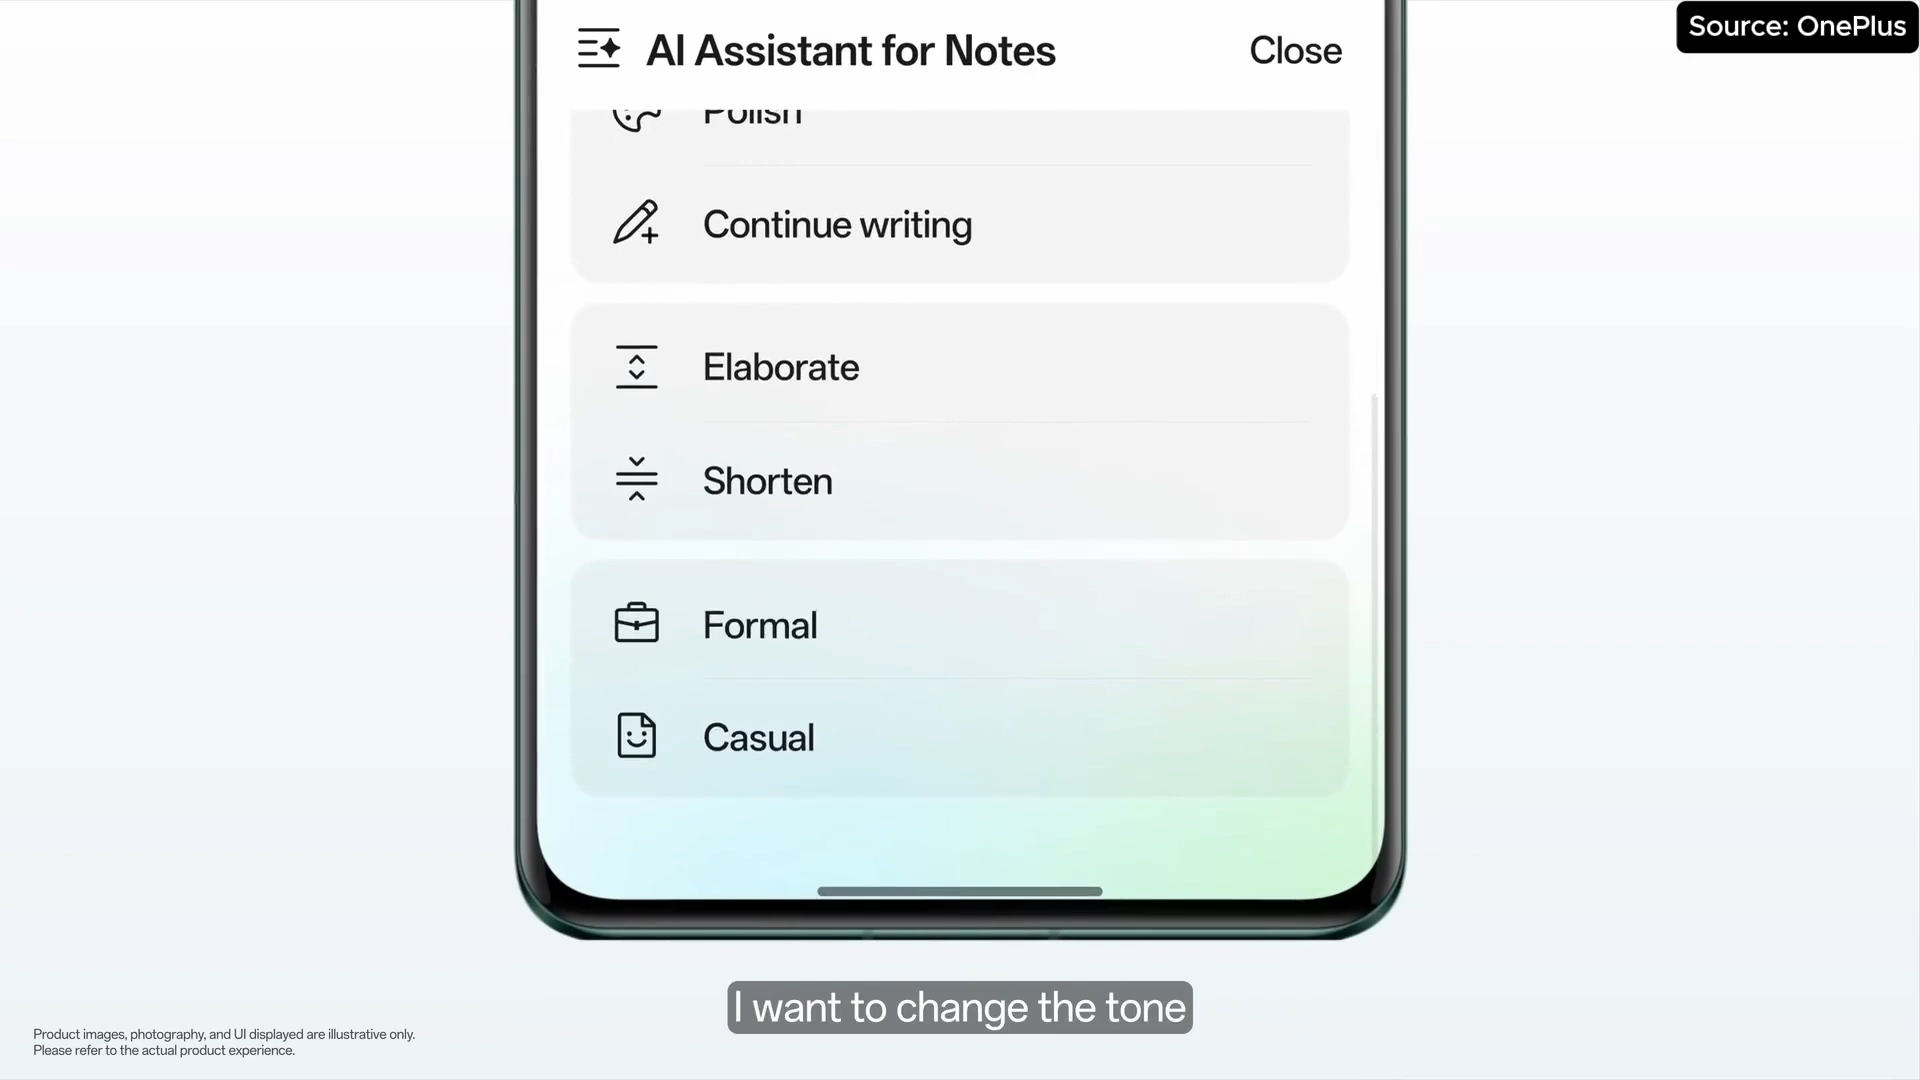 Source: OnePlus
AI Assistant for Notes
Close
Polish
Continue writing
Elaborate
Shorten
Formal
Casual
I want to change the tone
Product images, photography, and UI displayed are illustrative only.
Please refer to the actual product experience.